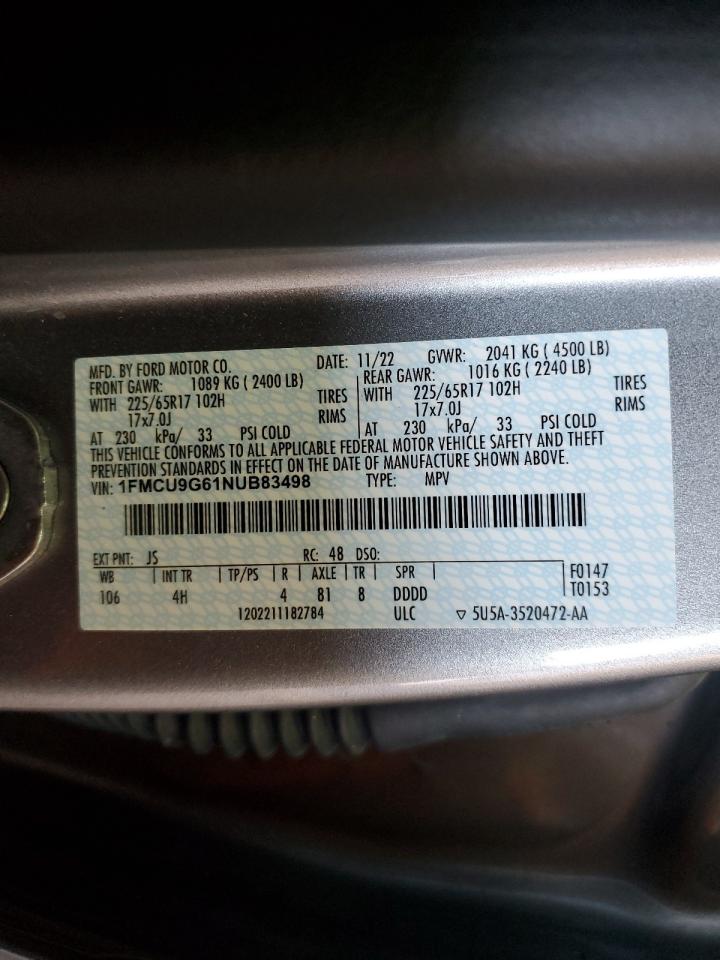 MFD. BY FORD MOTOR CO. DATE: 11/22 GVWR: 2041 KG ( 4500 LB)
FRONT GAWR: 1089 KG ( 2400 LB) REAR GAWR: 1016 KG ( 2240 LB)
WITH 225/65R17 102H TIRES WITH 225/65R17 102H TIRES
17x7.0J RIMS 17x7.0J RIMS
AT 230 kPa/ 33 PSI COLD AT 230 kPa/ 33 PSI COLD
THIS VEHICLE CONFORMS TO ALL APPLICABLE FEDERAL MOTOR VEHICLE SAFETY AND THEFT
PREVENTION STANDARDS IN EFFECT ON THE DATE OF MANUFACTURE SHOWN ABOVE.
VIN: 1FMCU9G61NUB83498 TYPE: MPV
EXT PNT: JS RC: 48 DSO:
WB INT TR TP/PS R AXLE TR SPR F0147
106 4H 4 81 8 DDDD T0153
1202211182784 ULC ▽ 5U5A-3520472-AA